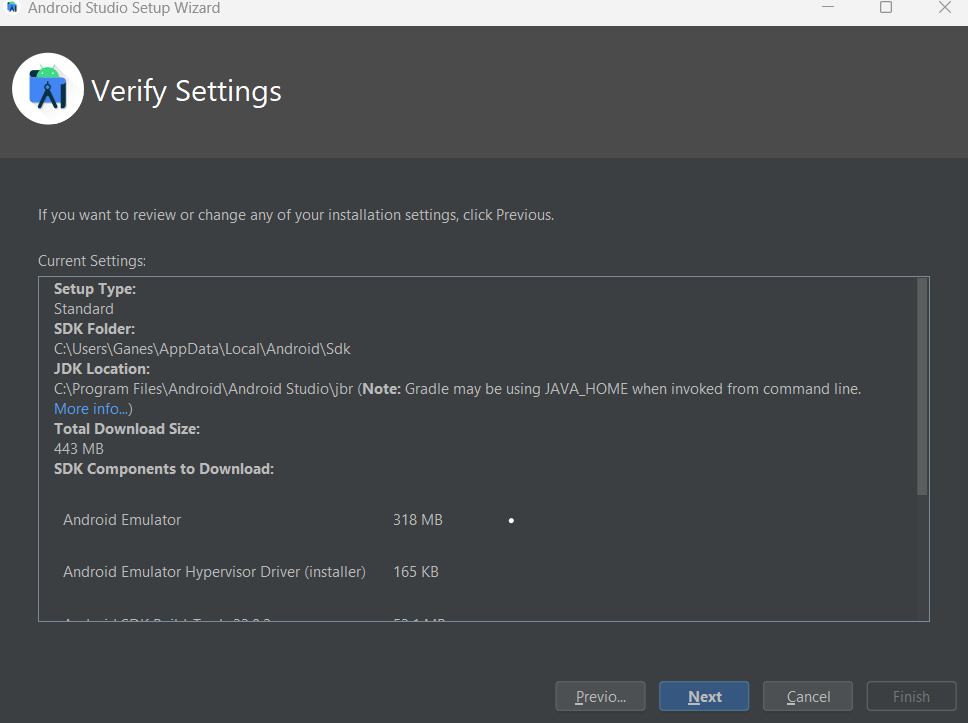 Android Studio Setup Wizard
Verify Settings
If you want to review or change any of your installation settings, click Previous.
Current Settings:
Setup Type:
Standard
SDK Folder:
C:\Users\Ganes\AppData\Local\Android\Sdk
JDK Location:
C:\Program Files\Android\Android Studio\jbr (Note: Gradle may be using JAVA_HOME when invoked from command line.
More info...)
Total Download Size:
443 MB
SDK Components to Download:
Android Emulator 318 MB •
Android Emulator Hypervisor Driver (installer) 165 KB
Previo... Next Cancel Finish